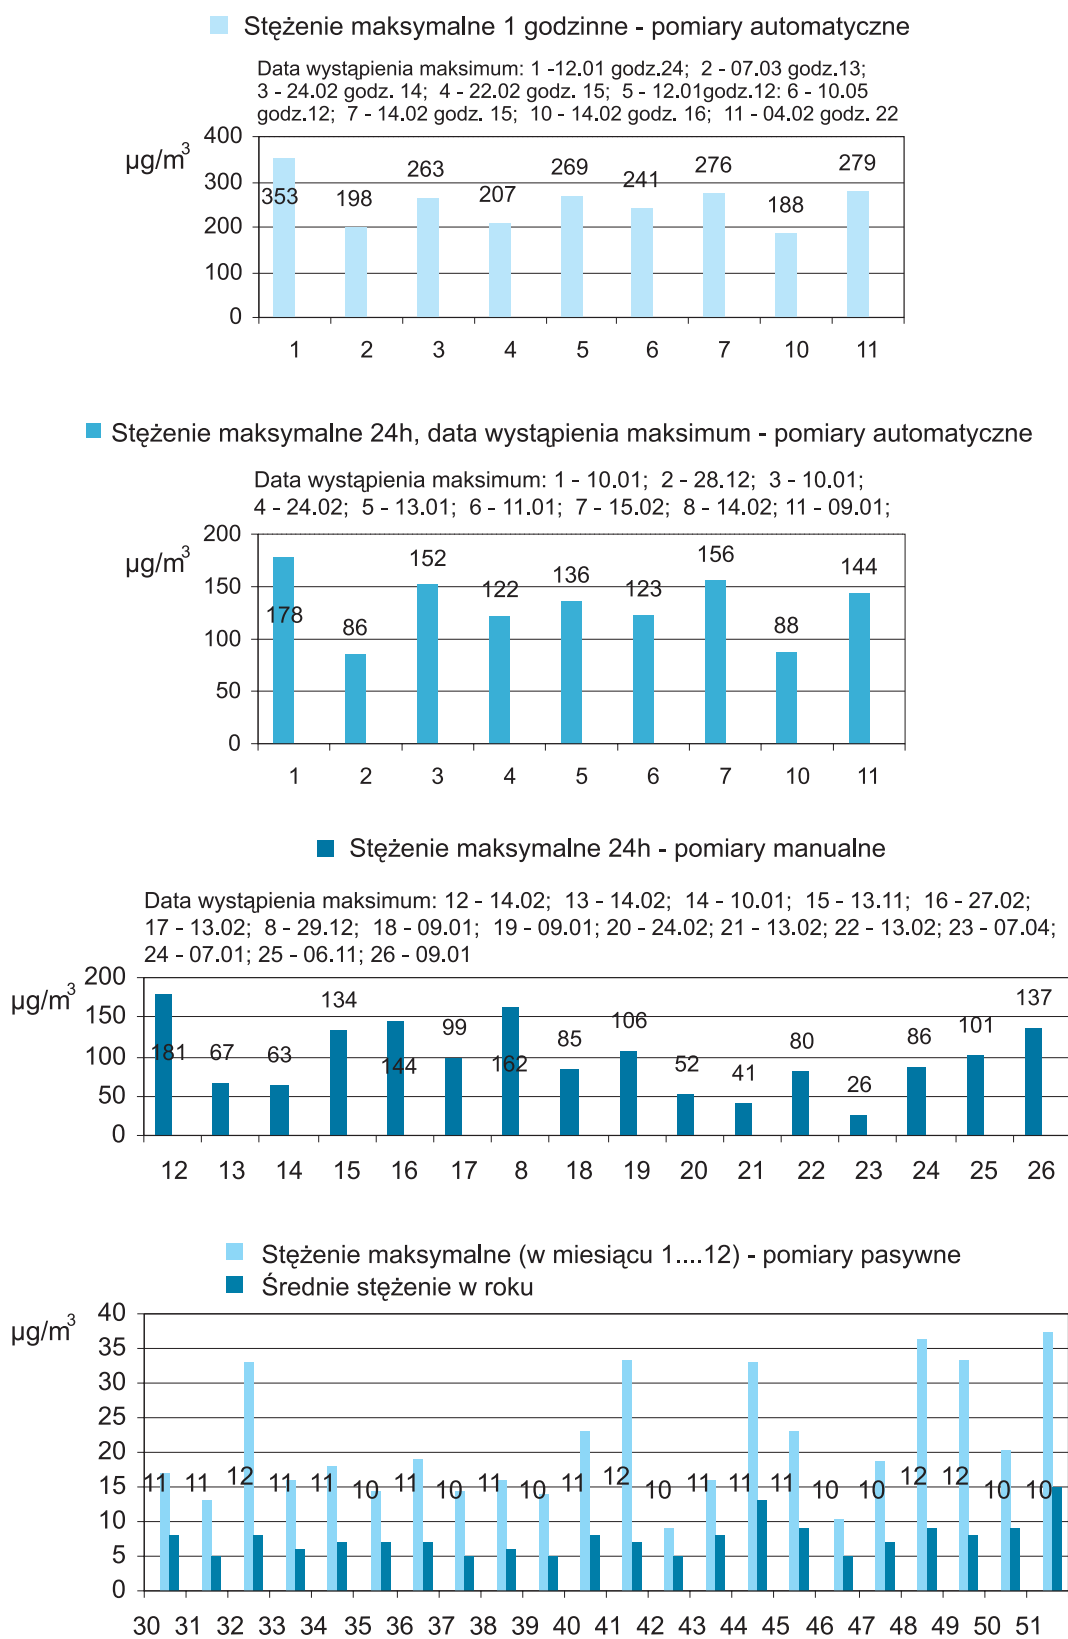 Stężenie maksymalne 1 godzinne - pomiary automatyczne
Data wystąpienia maksimum: 1 -12.01 godz.24; 2 - 07.03 godz.13;
3 - 24.02 godz. 14; 4 - 22.02 godz. 15; 5 - 12.01godz.12: 6 - 10.05
godz.12; 7 - 14.02 godz. 15; 10 - 14.02 godz. 16; 11 - 04.02 godz. 22
µg/m³
400
300
200
100
0
353 198 263 207 269 241 276 188 279
1 2 3 4 5 6 7 10 11
Stężenie maksymalne 24h, data wystąpienia maksimum - pomiary automatyczne
Data wystąpienia maksimum: 1 - 10.01; 2 - 28.12; 3 - 10.01;
4 - 24.02; 5 - 13.01; 6 - 11.01; 7 - 15.02; 8 - 14.02; 11 - 09.01;
µg/m³
200
150
100
50
0
178 86 152 122 136 123 156 88 144
1 2 3 4 5 6 7 10 11
Stężenie maksymalne 24h - pomiary manualne
Data wystąpienia maksimum: 12 - 14.02; 13 - 14.02; 14 - 10.01; 15 - 13.11; 16 - 27.02;
17 - 13.02; 8 - 29.12; 18 - 09.01; 19 - 09.01; 20 - 24.02; 21 - 13.02; 22 - 13.02; 23 - 07.04;
24 - 07.01; 25 - 06.11; 26 - 09.01
µg/m³
200
150
100
50
0
181 67 63 134 144 99 162 85 106 52 41 80 26 86 101 137
12 13 14 15 16 17 8 18 19 20 21 22 23 24 25 26
Stężenie maksymalne (w miesiącu 1....12) - pomiary pasywne
Średnie stężenie w roku
µg/m³
40
35
30
25
20
15
10
5
0
11 11 12 11 11 10 11 10 11 10 11 12 10 11 11 11 10 10 12 12 10 10
30 31 32 33 34 35 36 37 38 39 40 41 42 43 44 45 46 47 48 49 50 51